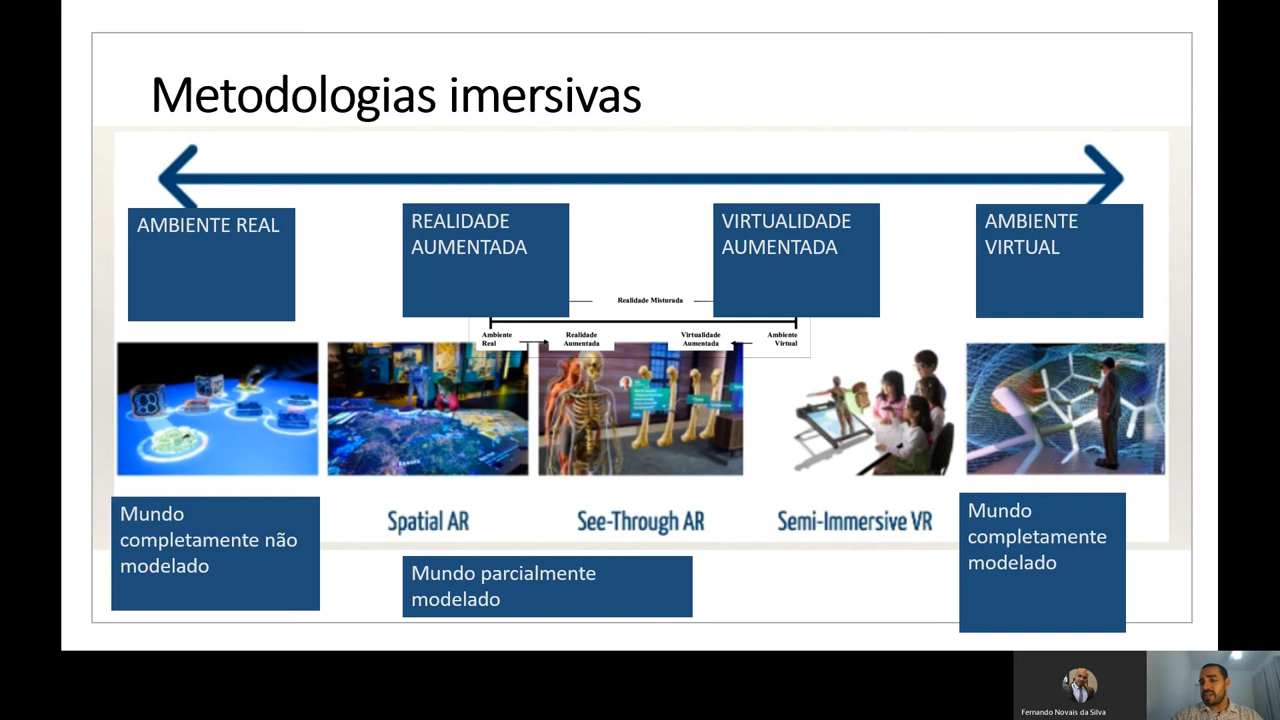 Metodologias imersivas
AMBIENTE REAL
REALIDADE
AUMENTADA
VIRTUALIDADE
AUMENTADA
AMBIENTE
VIRTUAL
Realidade Misturada
Ambiente
Real
Realidade
Aumentada
Virtualidade
Aumentada
Ambiente
Virtual
Mundo
completamente não
modelado
Spatial AR
See-Through AR
Semi-Immersive VR
Mundo
completamente
modelado
Mundo parcialmente
modelado
Fernando Novais da Silva